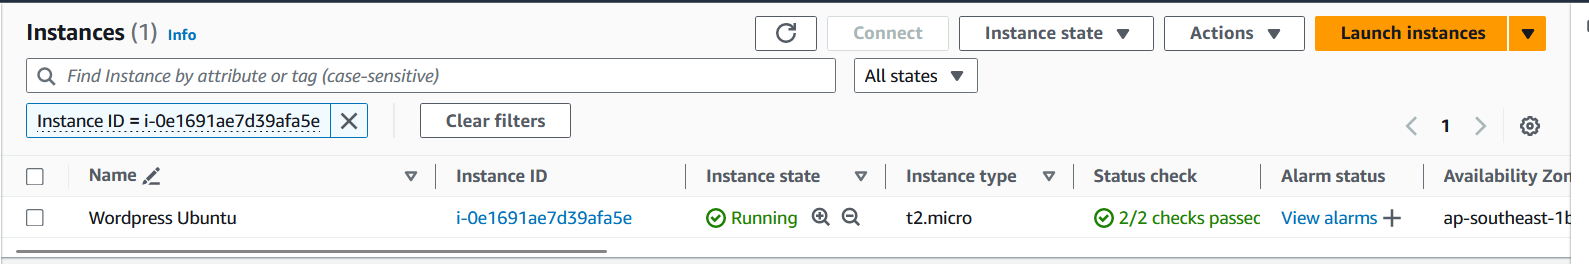 Instances (1) Info
Connect
Instance state
Actions
Launch instances
Find Instance by attribute or tag (case-sensitive)
All states
Instance ID = i-0e1691ae7d39afa5e
Clear filters
1
Name Instance ID Instance state Instance type Status check Alarm status Availability Zon
Wordpress Ubuntu i-0e1691ae7d39afa5e Running t2.micro 2/2 checks passec View alarms + ap-southeast-1b